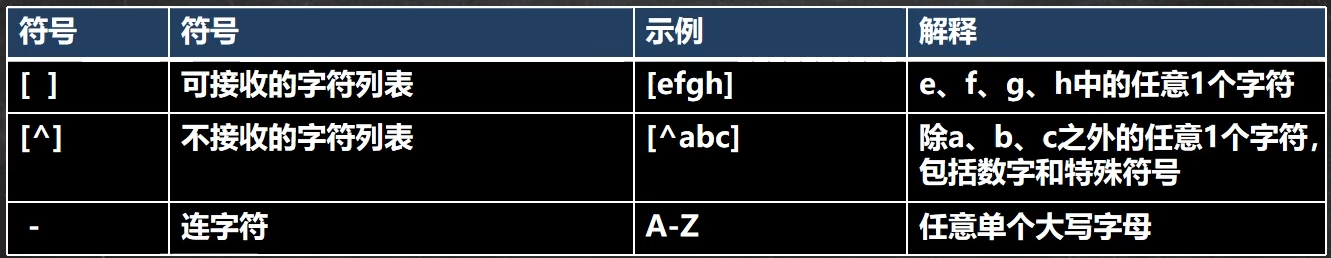 符号 符号 示例 解释
[ ] 可接收的字符列表 [efgh] e、f、g、h中的任意1个字符
[^] 不接收的字符列表 [^abc] 除a、b、c之外的任意1个字符，
包括数字和特殊符号
- 连字符 A-Z 任意单个大写字母